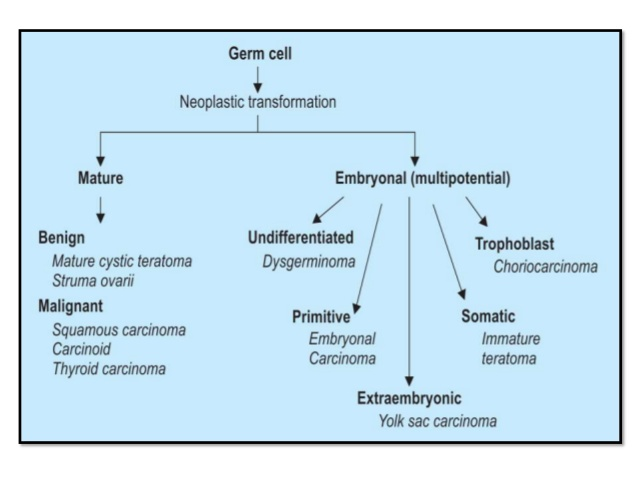 Germ cell
Neoplastic transformation
Mature
Embryonal (multipotential)
Benign
Mature cystic teratoma
Struma ovarii
Malignant
Squamous carcinoma
Carcinoid
Thyroid carcinoma
Undifferentiated
Dysgerminoma
Primitive
Embryonal
Carcinoma
Extraembryonic
Yolk sac carcinoma
Somatic
Immature
teratoma
Trophoblast
Choriocarcinoma